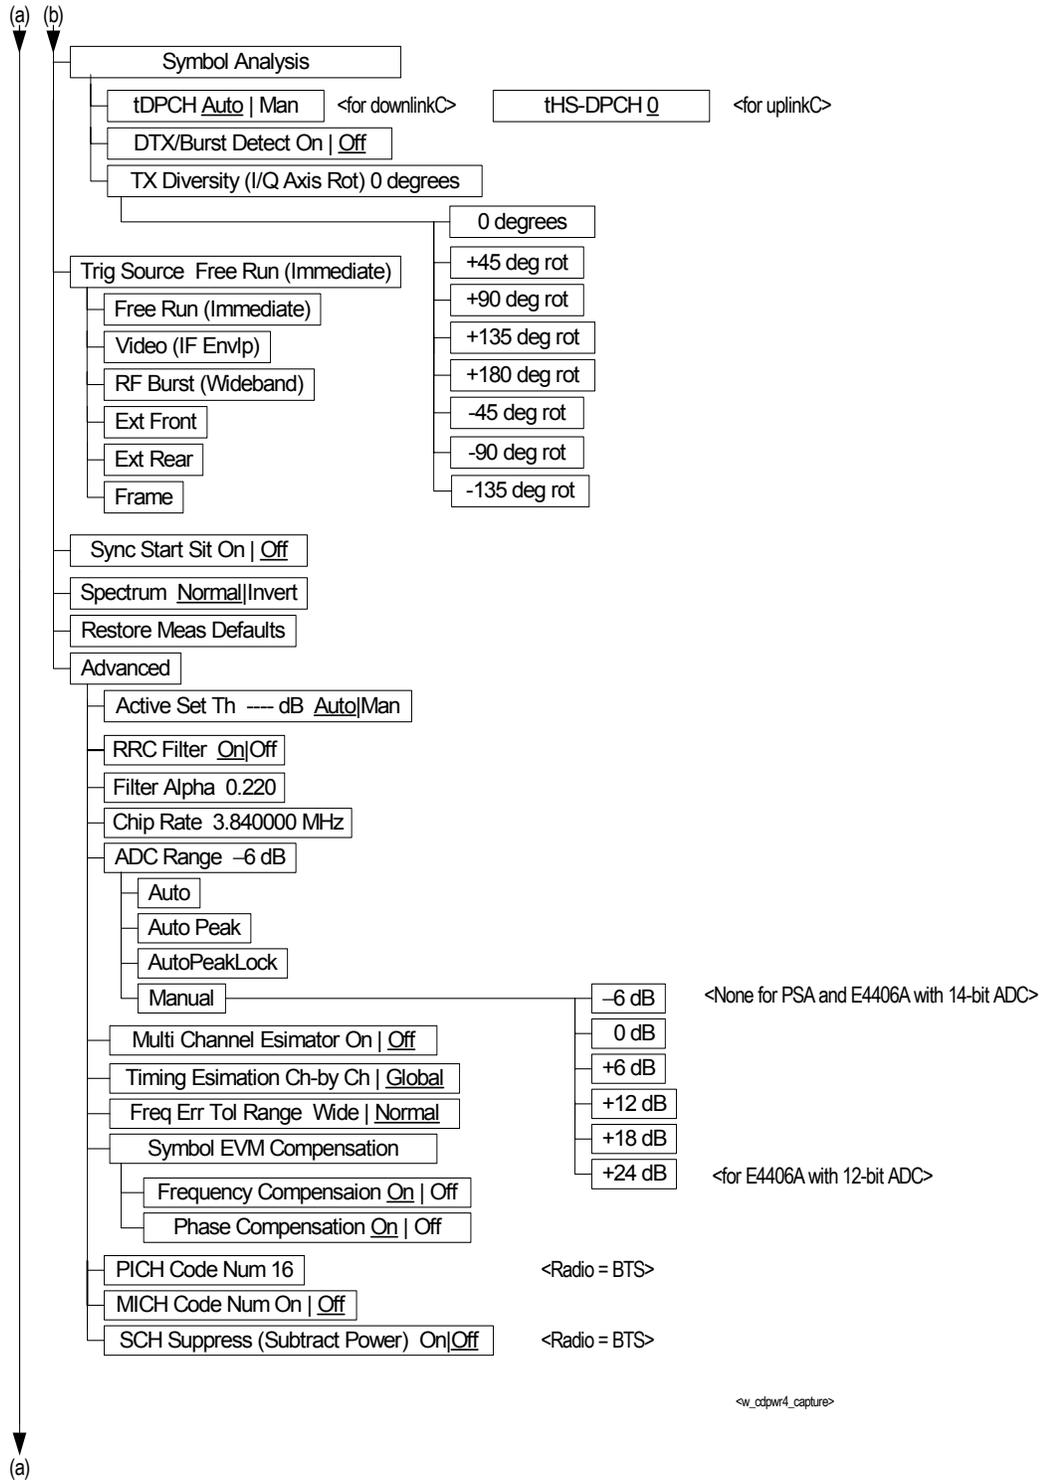 (a) (b)
Symbol Analysis
tDPCH Auto | Man <for downlinkC> tHS-DPCH 0 <for uplinkC>
DTX/Burst Detect On | Off
TX Diversity (I/Q Axis Rot) 0 degrees
0 degrees
+45 deg rot
+90 deg rot
+135 deg rot
+180 deg rot
-45 deg rot
-90 deg rot
-135 deg rot
Trig Source Free Run (Immediate)
Free Run (Immediate)
Video (IF Envlp)
RF Burst (Wideband)
Ext Front
Ext Rear
Frame
Sync Start Sit On | Off
Spectrum Normal|Invert
Restore Meas Defaults
Advanced
Active Set Th ---- dB Auto|Man
RRC Filter On|Off
Filter Alpha 0.220
Chip Rate 3.840000 MHz
ADC Range –6 dB
Auto
Auto Peak
AutoPeakLock
Manual
–6 dB <None for PSA and E4406A with 14-bit ADC>
0 dB
+6 dB
+12 dB
+18 dB
+24 dB <for E4406A with 12-bit ADC>
Multi Channel Esimator On | Off
Timing Esimation Ch-by Ch | Global
Freq Err Tol Range Wide | Normal
Symbol EVM Compensation
Frequency Compensaion On | Off
Phase Compensation On | Off
PICH Code Num 16 <Radio = BTS>
MICH Code Num On | Off
SCH Suppress (Subtract Power) On|Off <Radio = BTS>
<w_cdpwr4_capture>
(a)